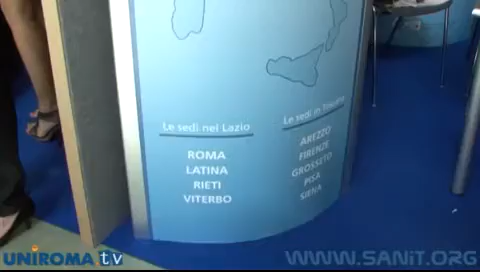 Le sedi nel Lazio
ROMA
LATINA
RIETI
VITERBO
Le sedi in Toscana
AREZZO
FIRENZE
GROSSETO
PISA
SIENA
UNIROMA tv
WWW.SANiT.ORG